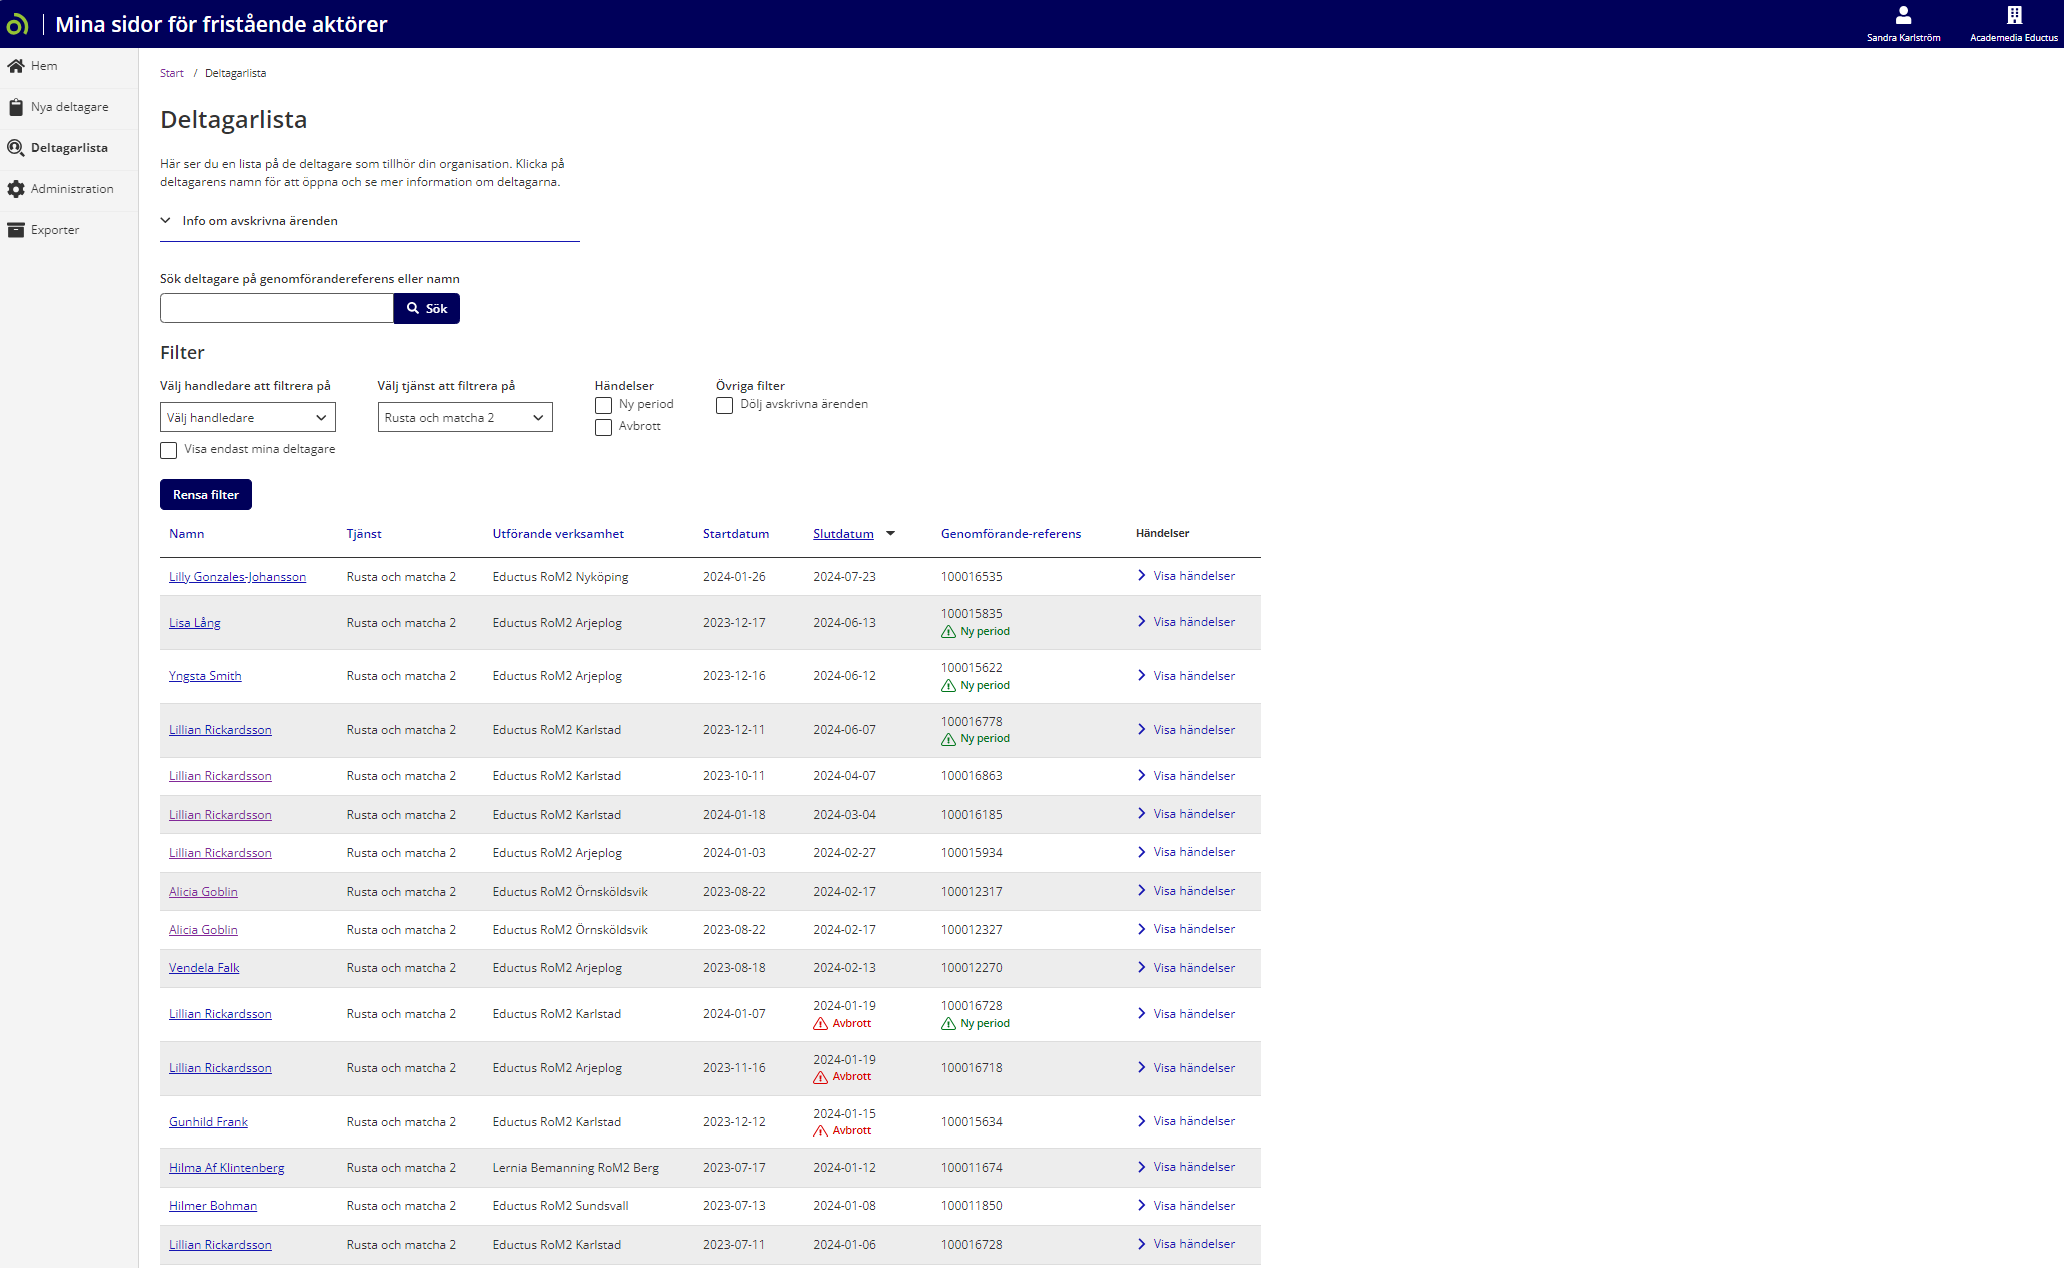 Mina sidor för fristående aktörer
Sandra Karlström
Academedia Eductus
Hem
Nya deltagare
Deltagarlista
Administration
Exporter
Start / Deltagarlista
Deltagarlista
Här ser du en lista på de deltagare som tillhör din organisation. Klicka på
deltagarens namn för att öppna och se mer information om deltagarna.
Info om avskrivna ärenden
Sök deltagare på genomförandereferens eller namn
Sök
Filter
Välj handledare att filtrera på
Välj handledare
Visa endast mina deltagare
Välj tjänst att filtrera på
Rusta och matcha 2
Händelser
Ny period
Avbrott
Övriga filter
Dölj avskrivna ärenden
Rensa filter
Namn Tjänst Utförande verksamhet Startdatum Slutdatum Genomförande-referens Händelser
Lilly Gonzales-Johansson Rusta och matcha 2 Eductus RoM2 Nyköping 2024-01-26 2024-07-23 100016535 Visa händelser
Lisa Lång Rusta och matcha 2 Eductus RoM2 Arjeplog 2023-12-17 2024-06-13 100015835 Visa händelser
Ny period
Yngsta Smith Rusta och matcha 2 Eductus RoM2 Arjeplog 2023-12-16 2024-06-12 100015622 Visa händelser
Ny period
Lillian Rickardsson Rusta och matcha 2 Eductus RoM2 Karlstad 2023-12-11 2024-06-07 100016778 Visa händelser
Ny period
Lillian Rickardsson Rusta och matcha 2 Eductus RoM2 Karlstad 2023-10-11 2024-04-07 100016863 Visa händelser
Lillian Rickardsson Rusta och matcha 2 Eductus RoM2 Karlstad 2024-01-18 2024-03-04 100016185 Visa händelser
Lillian Rickardsson Rusta och matcha 2 Eductus RoM2 Arjeplog 2024-01-03 2024-02-27 100015934 Visa händelser
Alicia Goblin Rusta och matcha 2 Eductus RoM2 Örnsköldsvik 2023-08-22 2024-02-17 100012317 Visa händelser
Alicia Goblin Rusta och matcha 2 Eductus RoM2 Örnsköldsvik 2023-08-22 2024-02-17 100012327 Visa händelser
Vendela Falk Rusta och matcha 2 Eductus RoM2 Arjeplog 2023-08-18 2024-02-13 100012270 Visa händelser
Lillian Rickardsson Rusta och matcha 2 Eductus RoM2 Karlstad 2024-01-07 2024-01-19 100016728 Visa händelser
Avbrott Ny period
Lillian Rickardsson Rusta och matcha 2 Eductus RoM2 Arjeplog 2023-11-16 2024-01-19 100016718 Visa händelser
Avbrott
Gunhild Frank Rusta och matcha 2 Eductus RoM2 Karlstad 2023-12-12 2024-01-15 100015634 Visa händelser
Avbrott
Hilma Af Klintenberg Rusta och matcha 2 Lernia Bemanning RoM2 Berg 2023-07-17 2024-01-12 100011674 Visa händelser
Hilmer Bohman Rusta och matcha 2 Eductus RoM2 Sundsvall 2023-07-13 2024-01-08 100011850 Visa händelser
Lillian Rickardsson Rusta och matcha 2 Eductus RoM2 Karlstad 2023-07-11 2024-01-06 100016728 Visa händelser